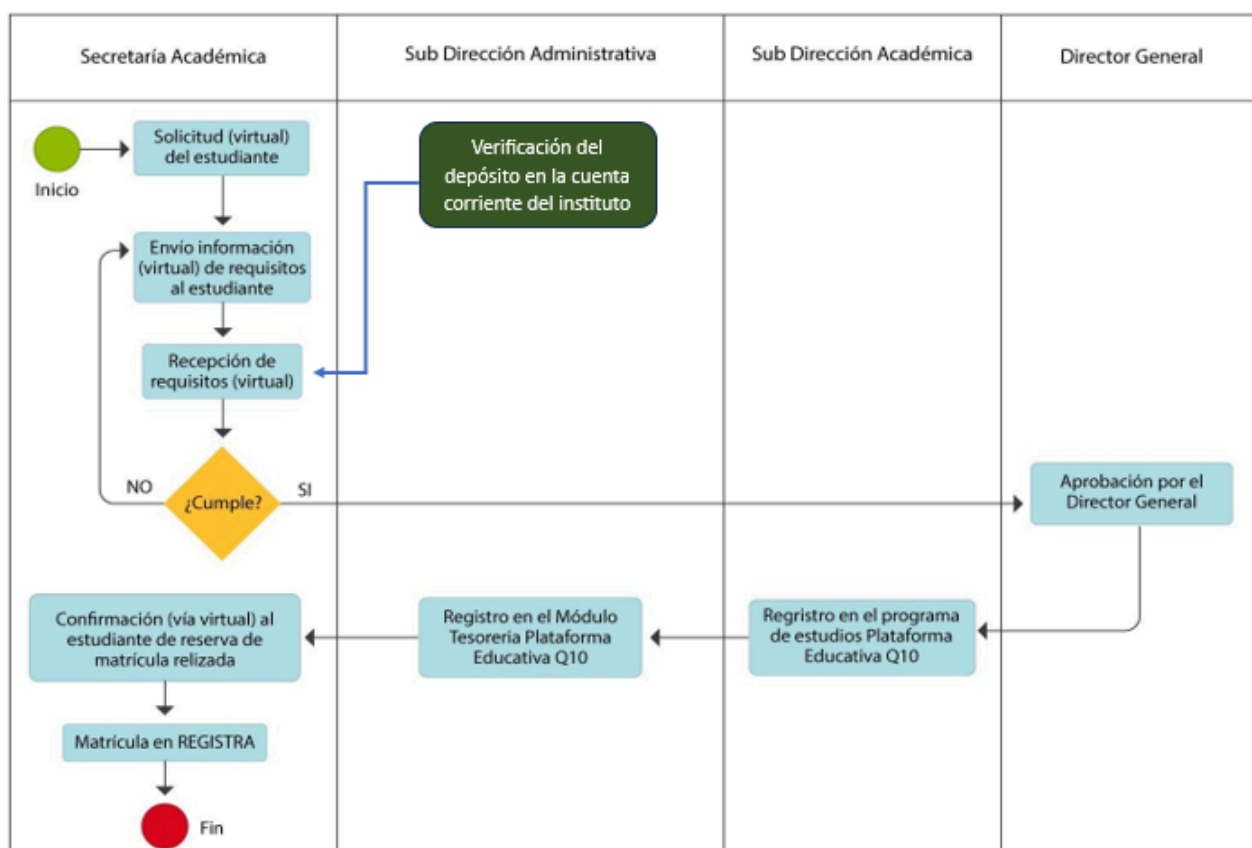 Secretaría Académica
Sub Dirección Administrativa
Sub Dirección Académica
Director General
Inicio
Solicitud (virtual)
del estudiante
Verificación del
depósito en la cuenta
corriente del instituto
Envío información
(virtual) de requisitos
al estudiante
Recepción de
requisitos (virtual)
NO
¿Cumple?
SI
Aprobación por el
Director General
Confirmación (vía virtual) al
estudiante de reserva de
matrícula relizada
Registro en el Módulo
Tesoreria Plataforma
Educativa Q10
Regristro en el programa
de estudios Plataforma
Educativa Q10
Matrícula en REGISTRA
Fin